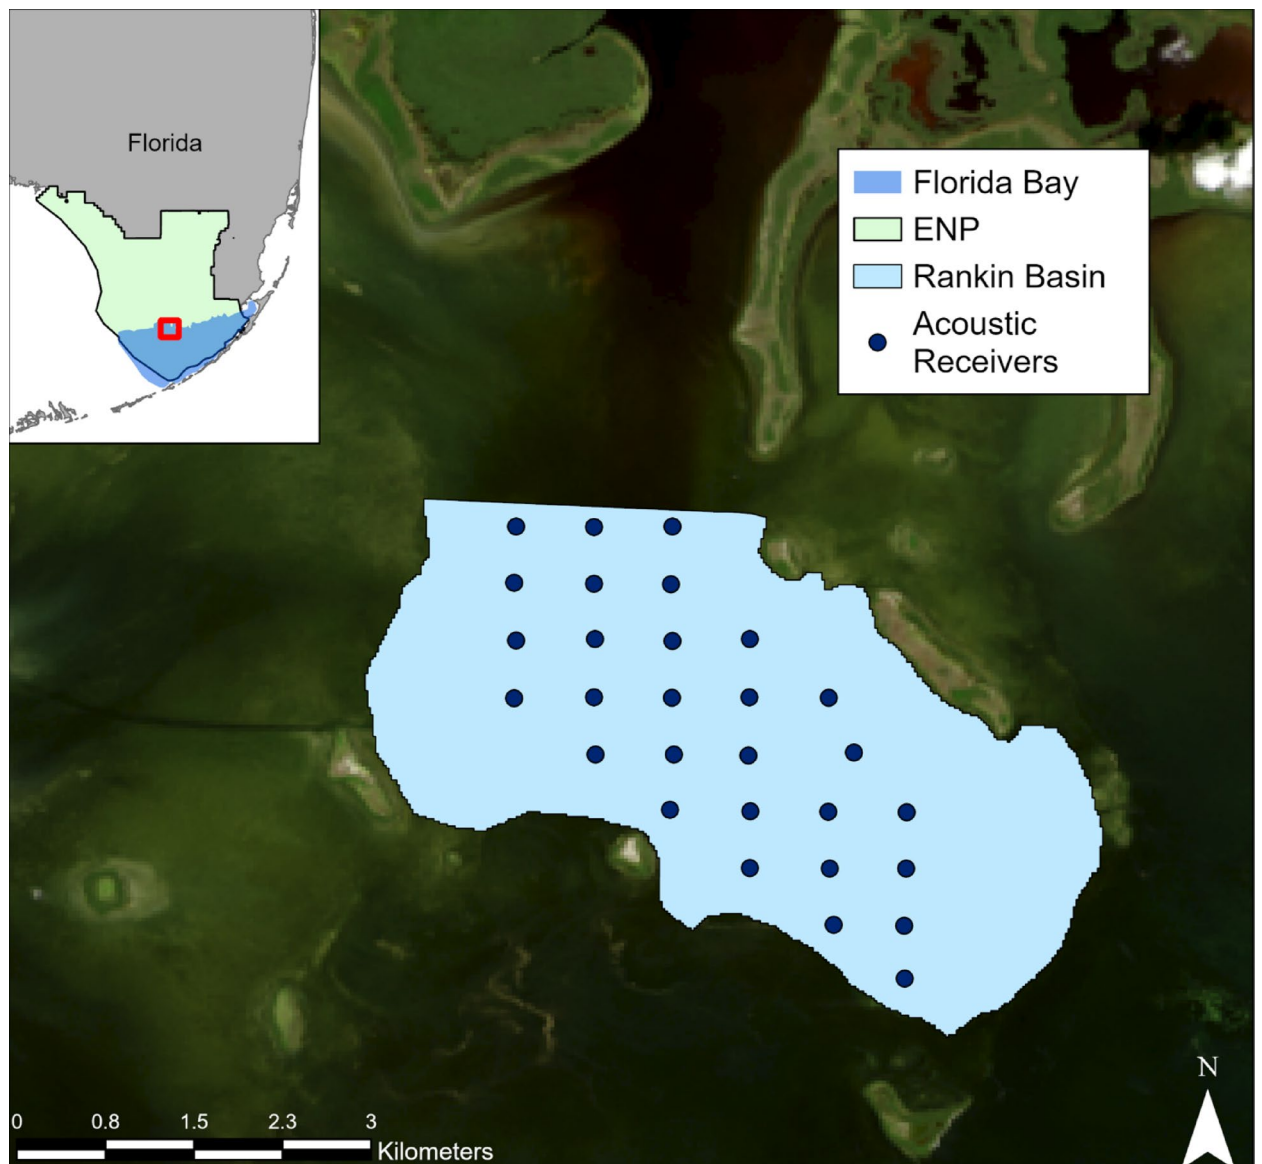 Florida
Florida Bay
ENP
Rankin Basin
Acoustic
Receivers
N
0 0.8 1.5 2.3 3
Kilometers